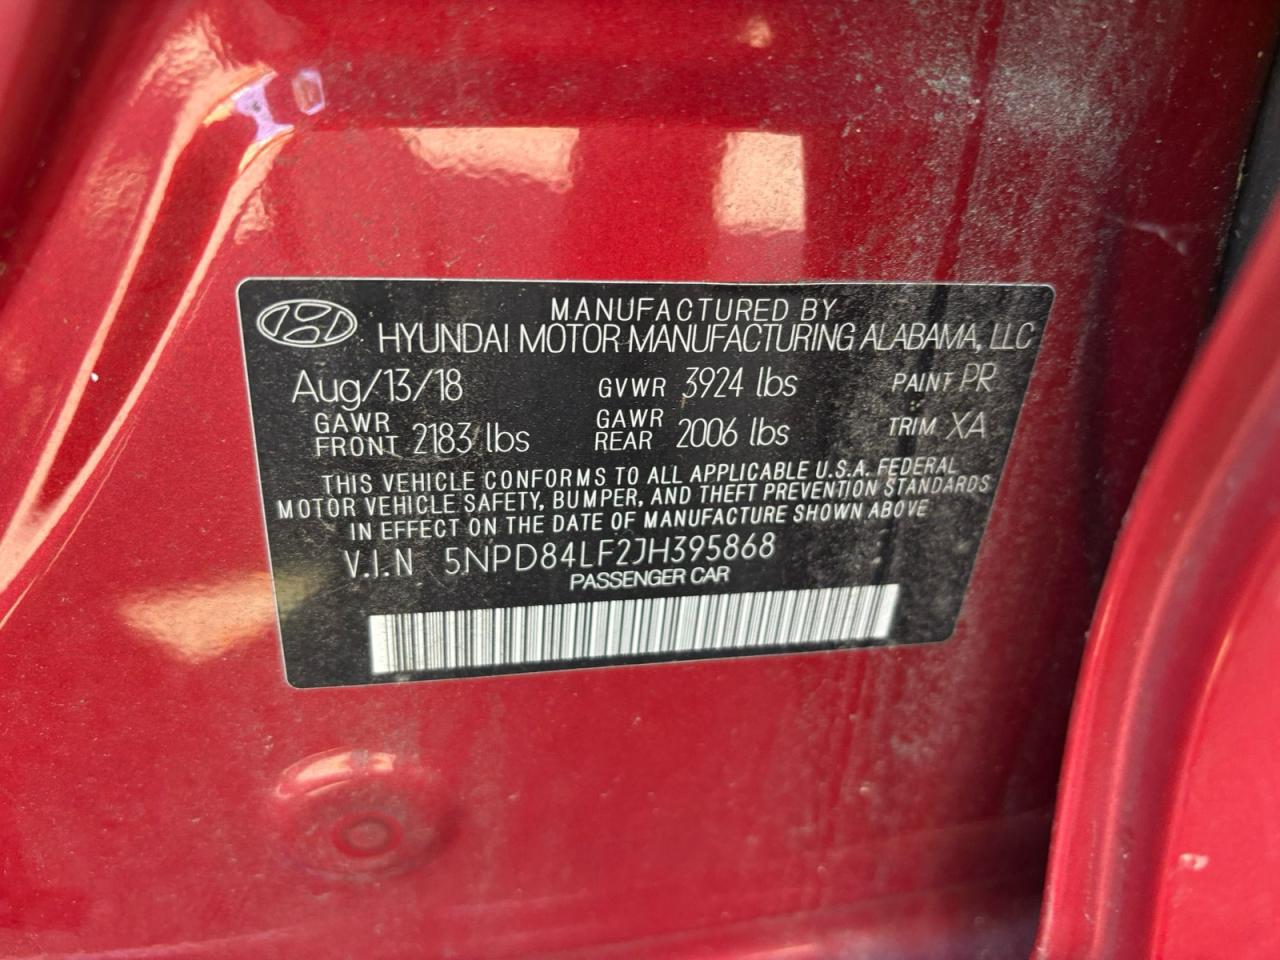 MANUFACTURED BY
HYUNDAI MOTOR MANUFACTURING ALABAMA, LLC
Aug/13/18 GVWR 3924 lbs PAINT PR
GAWR FRONT 2183 lbs GAWR REAR 2006 lbs TRIM XA
THIS VEHICLE CONFORMS TO ALL APPLICABLE U.S.A. FEDERAL
MOTOR VEHICLE SAFETY, BUMPER, AND THEFT PREVENTION STANDARDS
IN EFFECT ON THE DATE OF MANUFACTURE SHOWN ABOVE
V.I.N 5NPD84LF2JH395868
PASSENGER CAR